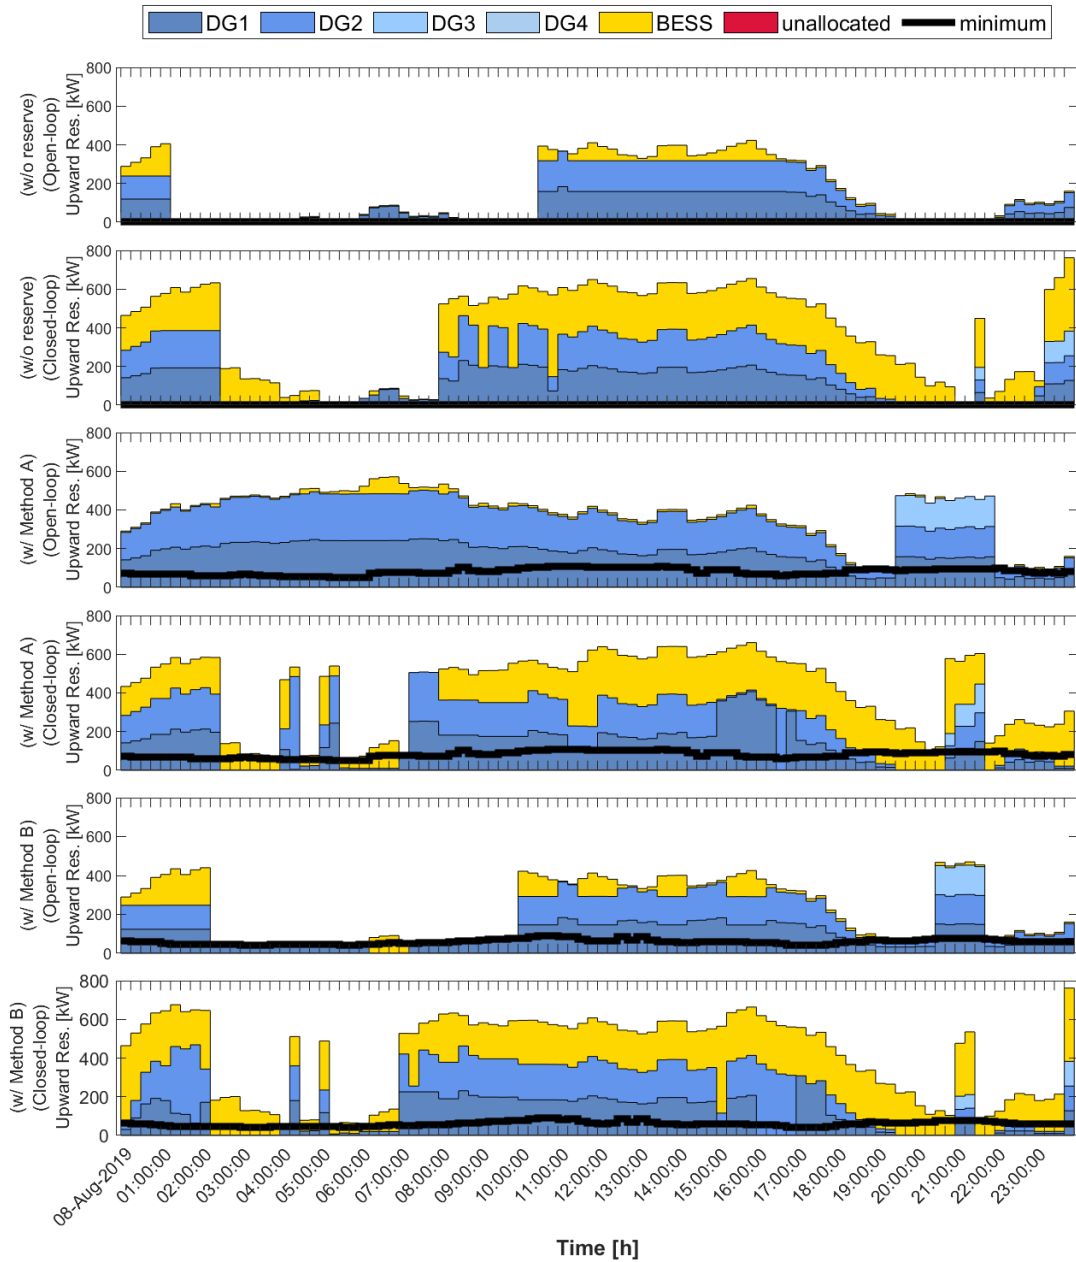 DG1 DG2 DG3 DG4 BESS unallocated minimum
(w/o reserve)
(Open-loop)
Upward Res. [kW]
800
600
400
200
0
(w/o reserve)
(Closed-loop)
Upward Res. [kW]
800
600
400
200
0
(w/ Method A)
(Open-loop)
Upward Res. [kW]
800
600
400
200
0
(w/ Method A)
(Closed-loop)
Upward Res. [kW]
800
600
400
200
0
(w/ Method B)
(Open-loop)
Upward Res. [kW]
800
600
400
200
0
(w/ Method B)
(Closed-loop)
Upward Res. [kW]
800
600
400
200
0
08-Aug-2019 01:00:00 02:00:00 03:00:00 04:00:00 05:00:00 06:00:00 07:00:00 08:00:00 09:00:00 10:00:00 11:00:00 12:00:00 13:00:00 14:00:00 15:00:00 16:00:00 17:00:00 18:00:00 19:00:00 20:00:00 21:00:00 22:00:00 23:00:00
Time [h]